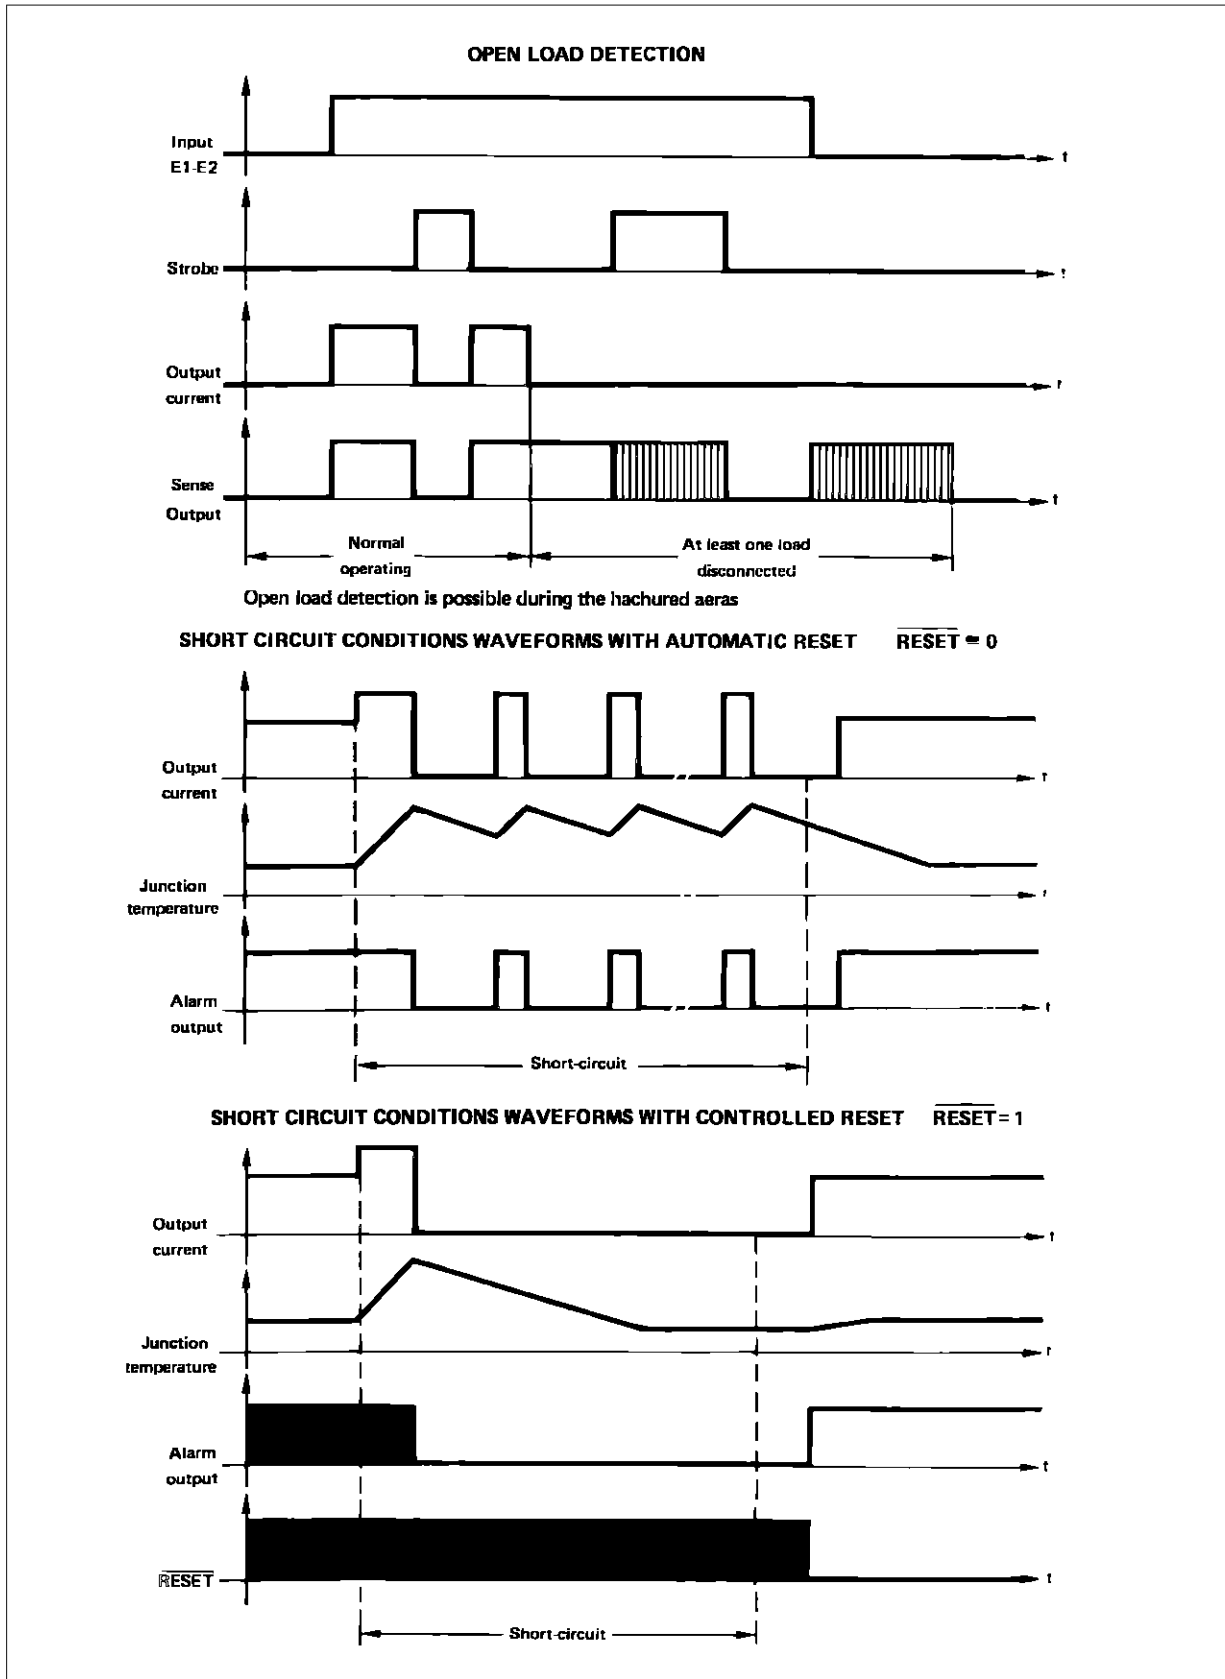 OPEN LOAD DETECTION
Input
E1-E2
t
Strobe
t
Output
current
t
Sense
Output
t
Normal
operating
At least one load
disconnected
Open load detection is possible during the hachured aeras
SHORT CIRCUIT CONDITIONS WAVEFORMS WITH AUTOMATIC RESET RESET = 0
Output
current
t
Junction
temperature
t
Alarm
output
t
Short-circuit
SHORT CIRCUIT CONDITIONS WAVEFORMS WITH CONTROLLED RESET RESET = 1
Output
current
t
Junction
temperature
t
Alarm
output
t
RESET
t
Short-circuit